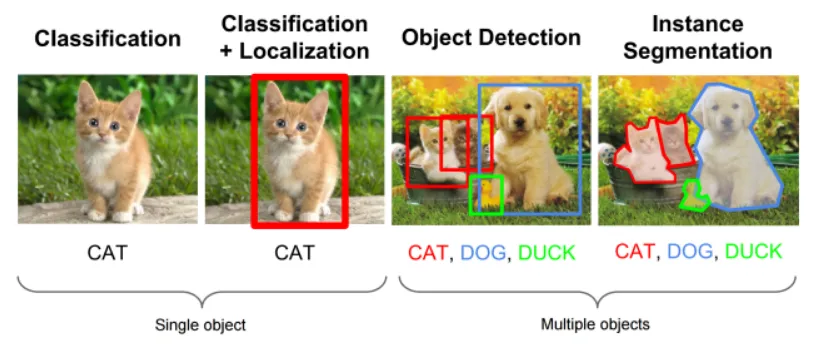 Classification
Classification
+ Localization
Object Detection
Instance
Segmentation
CAT
CAT
CAT, DOG, DUCK
CAT, DOG, DUCK
Single object
Multiple objects